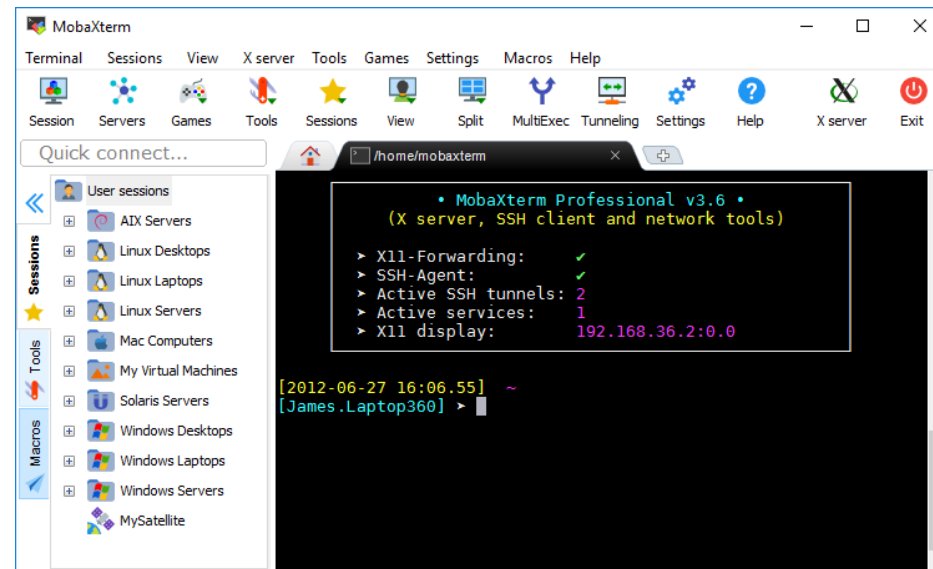 MobaXterm
Terminal Sessions View X server Tools Games Settings Macros Help
Session Servers Games Tools Sessions View Split MultiExec Tunneling Settings Help X server Exit
Quick connect...
/home/mobaxterm
User sessions
AIX Servers
Linux Desktops
Linux Laptops
Linux Servers
Mac Computers
My Virtual Machines
Solaris Servers
Windows Desktops
Windows Laptops
Windows Servers
MySatellite
Sessions
Tools
Macros
• MobaXterm Professional v3.6 •
(X server, SSH client and network tools)
➤ X11-Forwarding: ✔
➤ SSH-Agent: ✔
➤ Active SSH tunnels: 2
➤ Active services: 1
➤ X11 display: 192.168.36.2:0.0
[2012-06-27 16:06.55] ~
[James.Laptop360] ➤